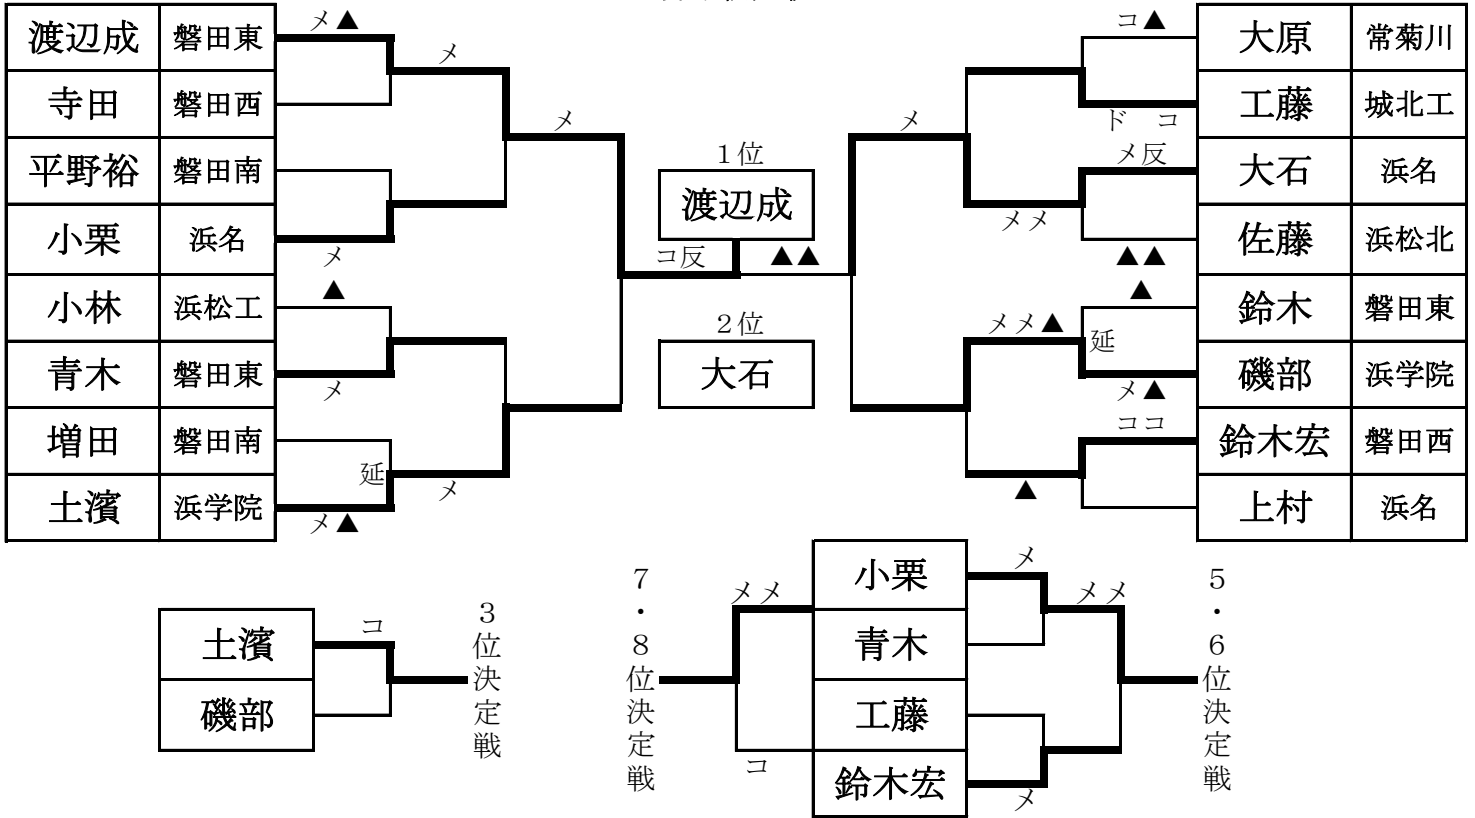 渡辺成 磐田東 メ▲
寺田 磐田西
平野裕 磐田南
小栗 浜名 メ
小林 浜松工 ▲
青木 磐田東 メ
増田 磐田南 延
土濱 浜学院 メ▲
メ
メ
メ
1位
渡辺成
コ反 ▲▲
2位
大石
メ
メメ
メメ▲
▲
コ▲ 大原 常菊川
ド コ 工藤 城北工
メ反 大石 浜名
▲▲ 佐藤 浜松北
▲ 鈴木 磐田東
延
メ▲ 磯部 浜学院
ココ 鈴木宏 磐田西
上村 浜名
土濱 コ
磯部
3位決定戦
7・8位決定戦
メメ
コ
小栗 メ
青木
工藤
鈴木宏 メ
メメ
5・6位決定戦